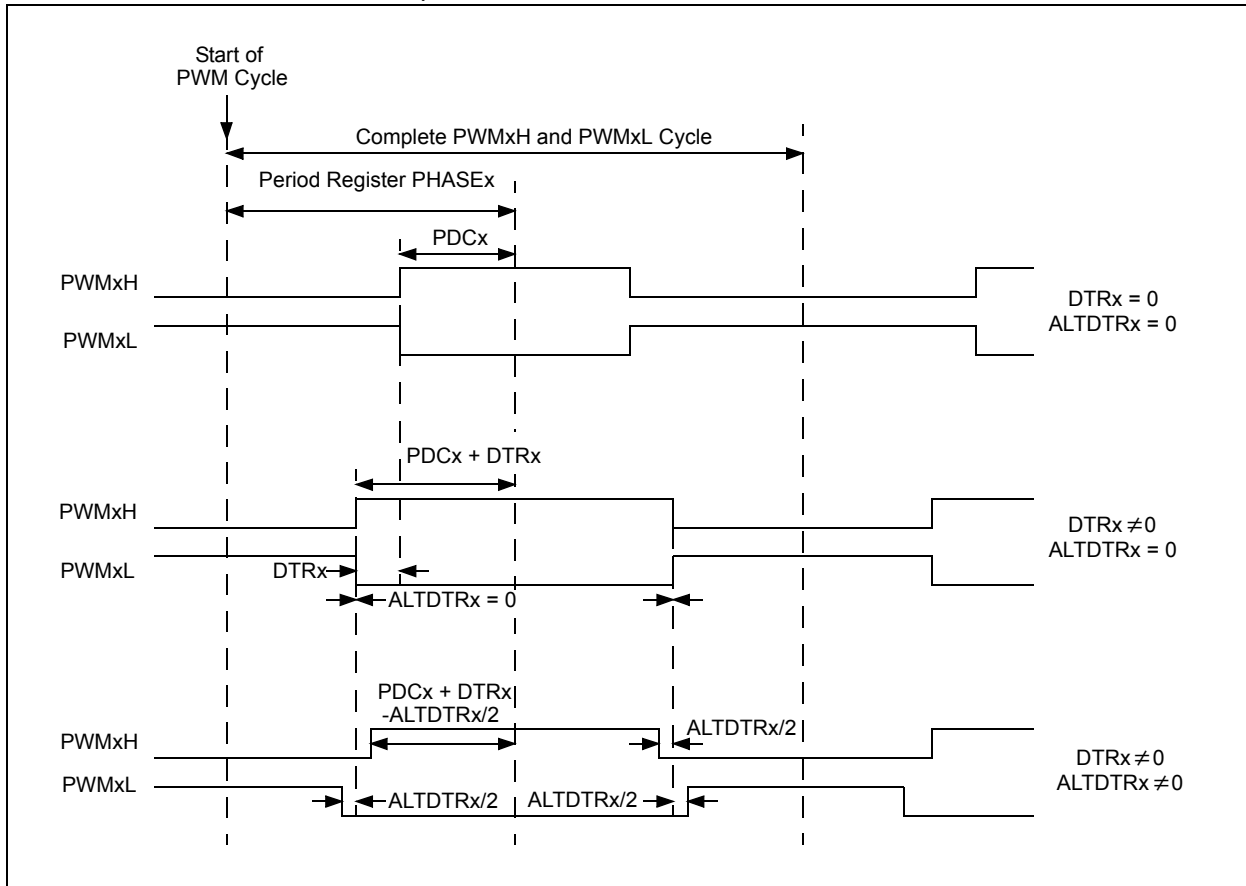 Start of
PWM Cycle
Complete PWMxH and PWMxL Cycle
Period Register PHASEx
PDCx
PWMxH
PWMxL
DTRx = 0
ALTDTRx = 0
PDCx + DTRx
PWMxH
PWMxL
DTRx
ALTDTRx = 0
DTRx ≠ 0
ALTDTRx = 0
PDCx + DTRx
-ALTDTRx/2
ALTDTRx/2
PWMxH
PWMxL
ALTDTRx/2
ALTDTRx/2
DTRx ≠ 0
ALTDTRx ≠ 0